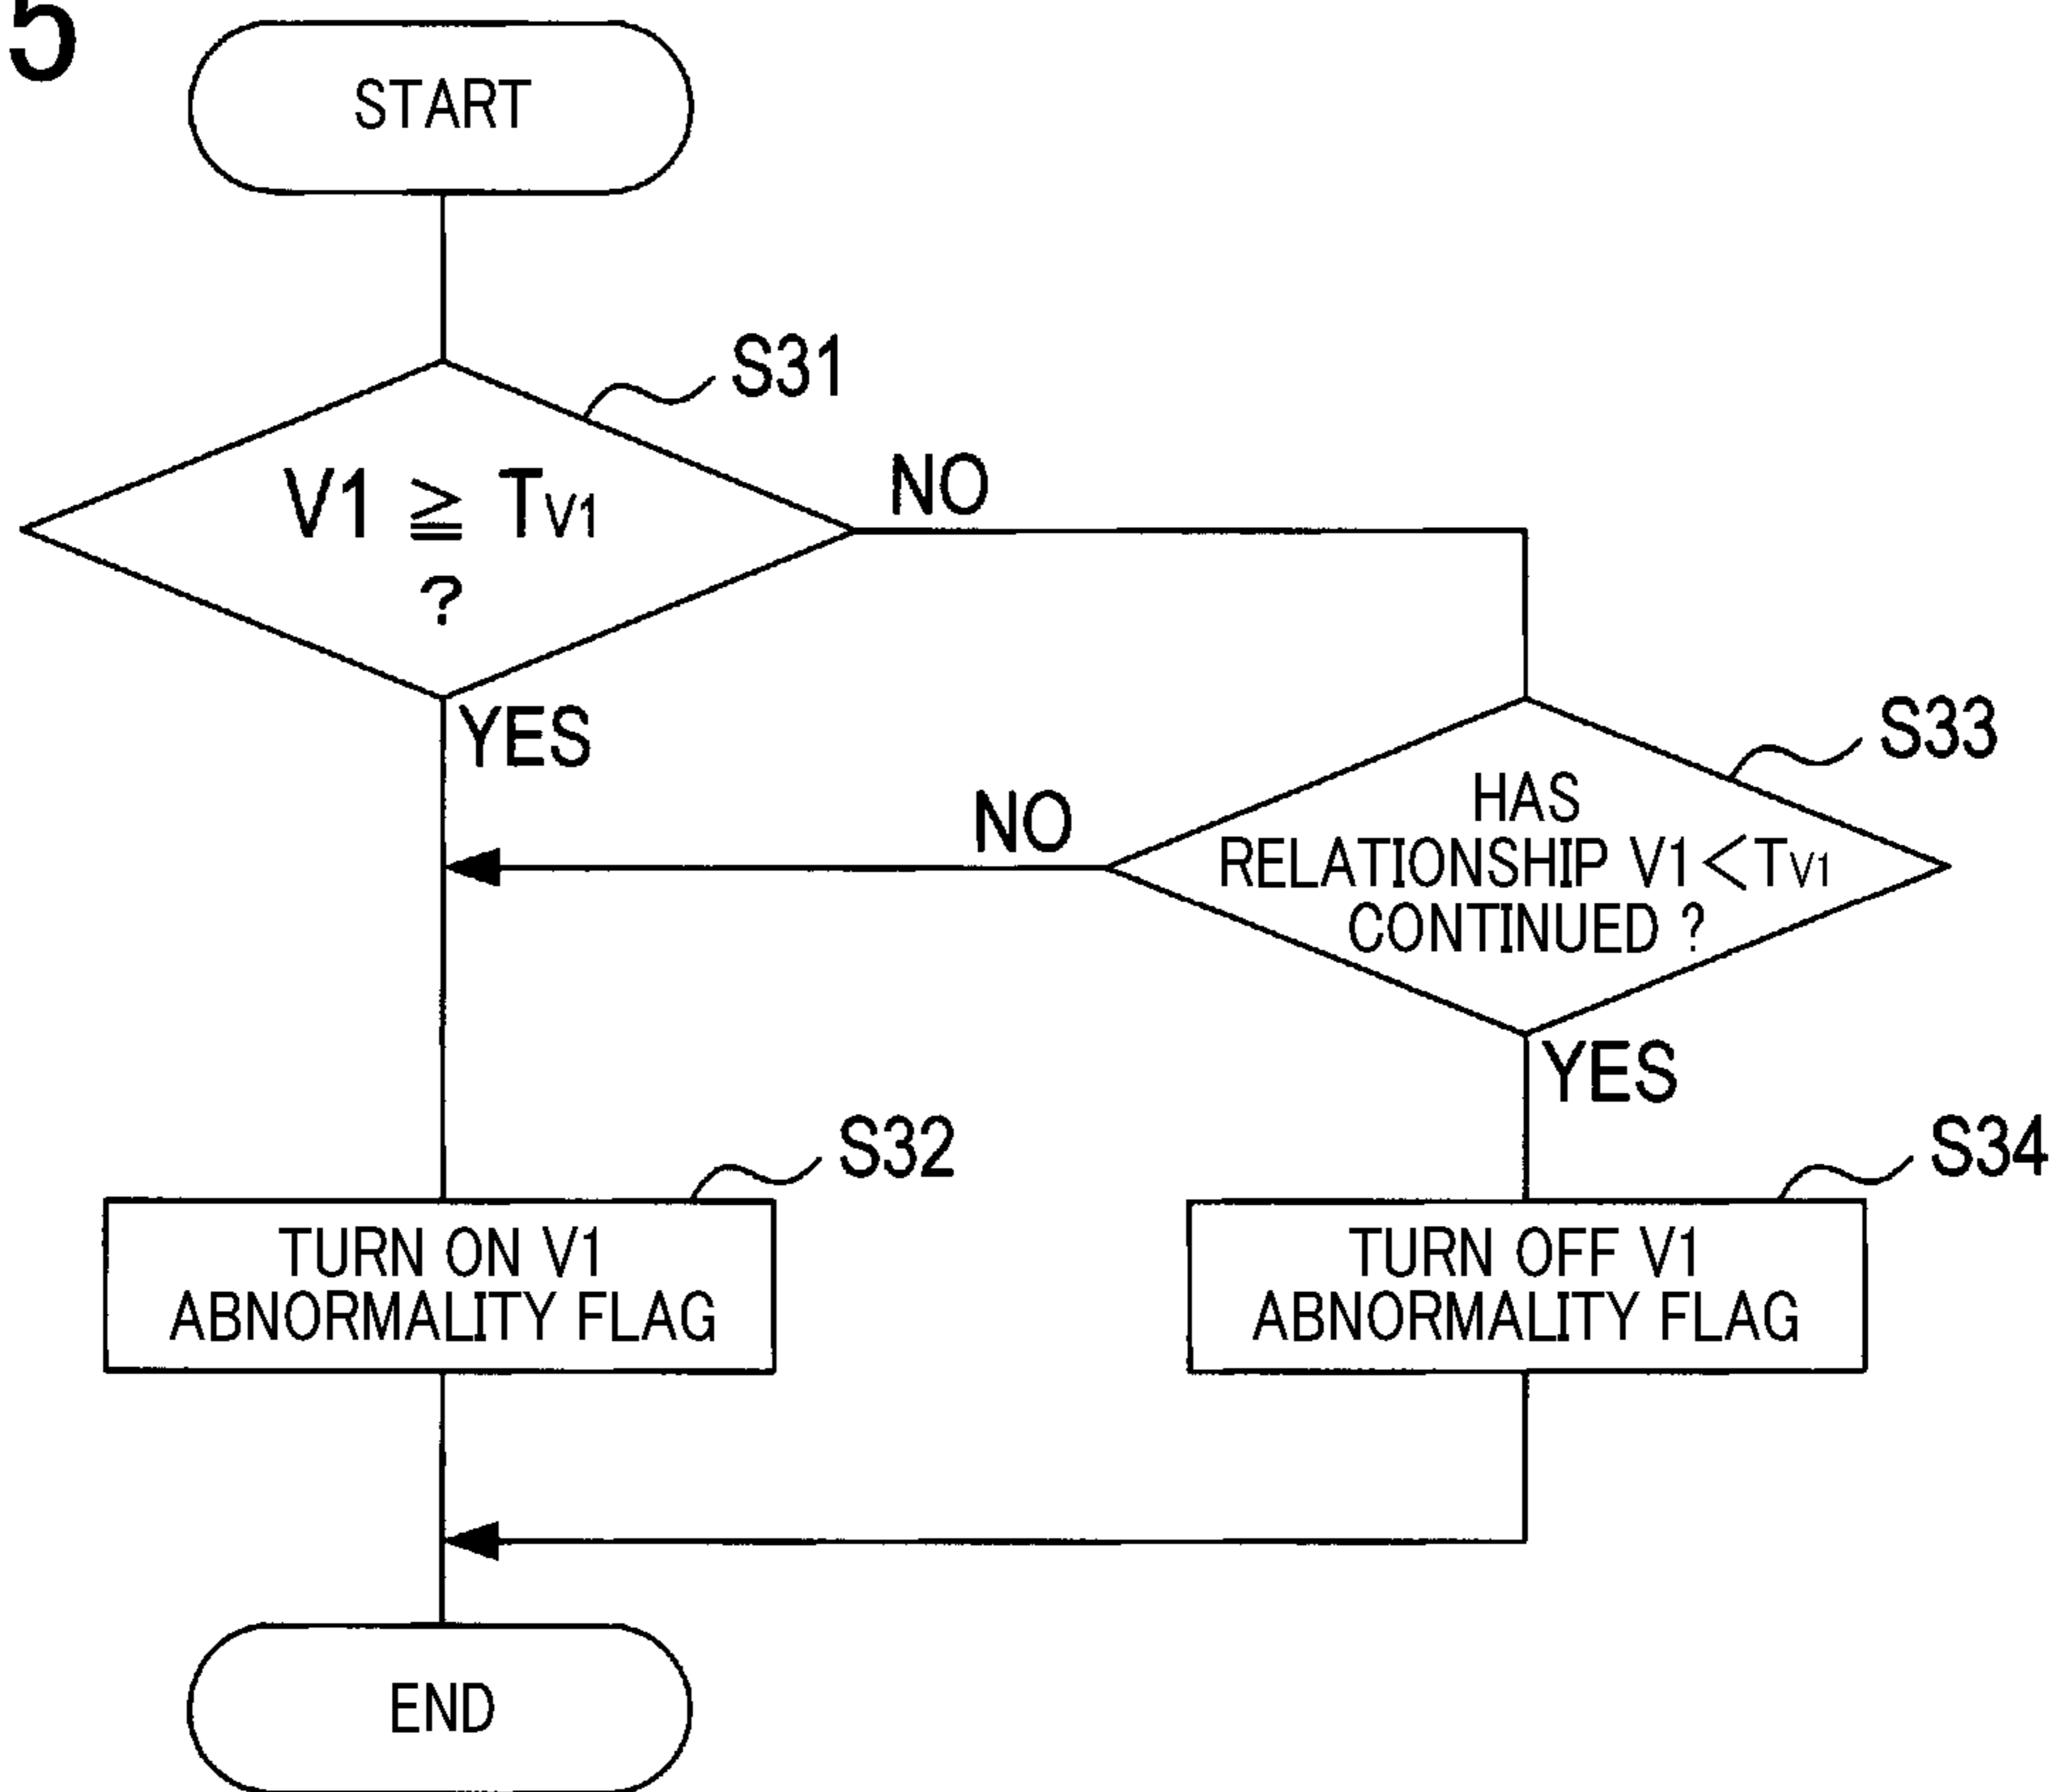 5
START
S31
V1 ≧ TV1
?
NO
YES
S33
HAS
RELATIONSHIP V1<TV1
CONTINUED ?
NO
YES
S32
TURN ON V1
ABNORMALITY FLAG
S34
TURN OFF V1
ABNORMALITY FLAG
END